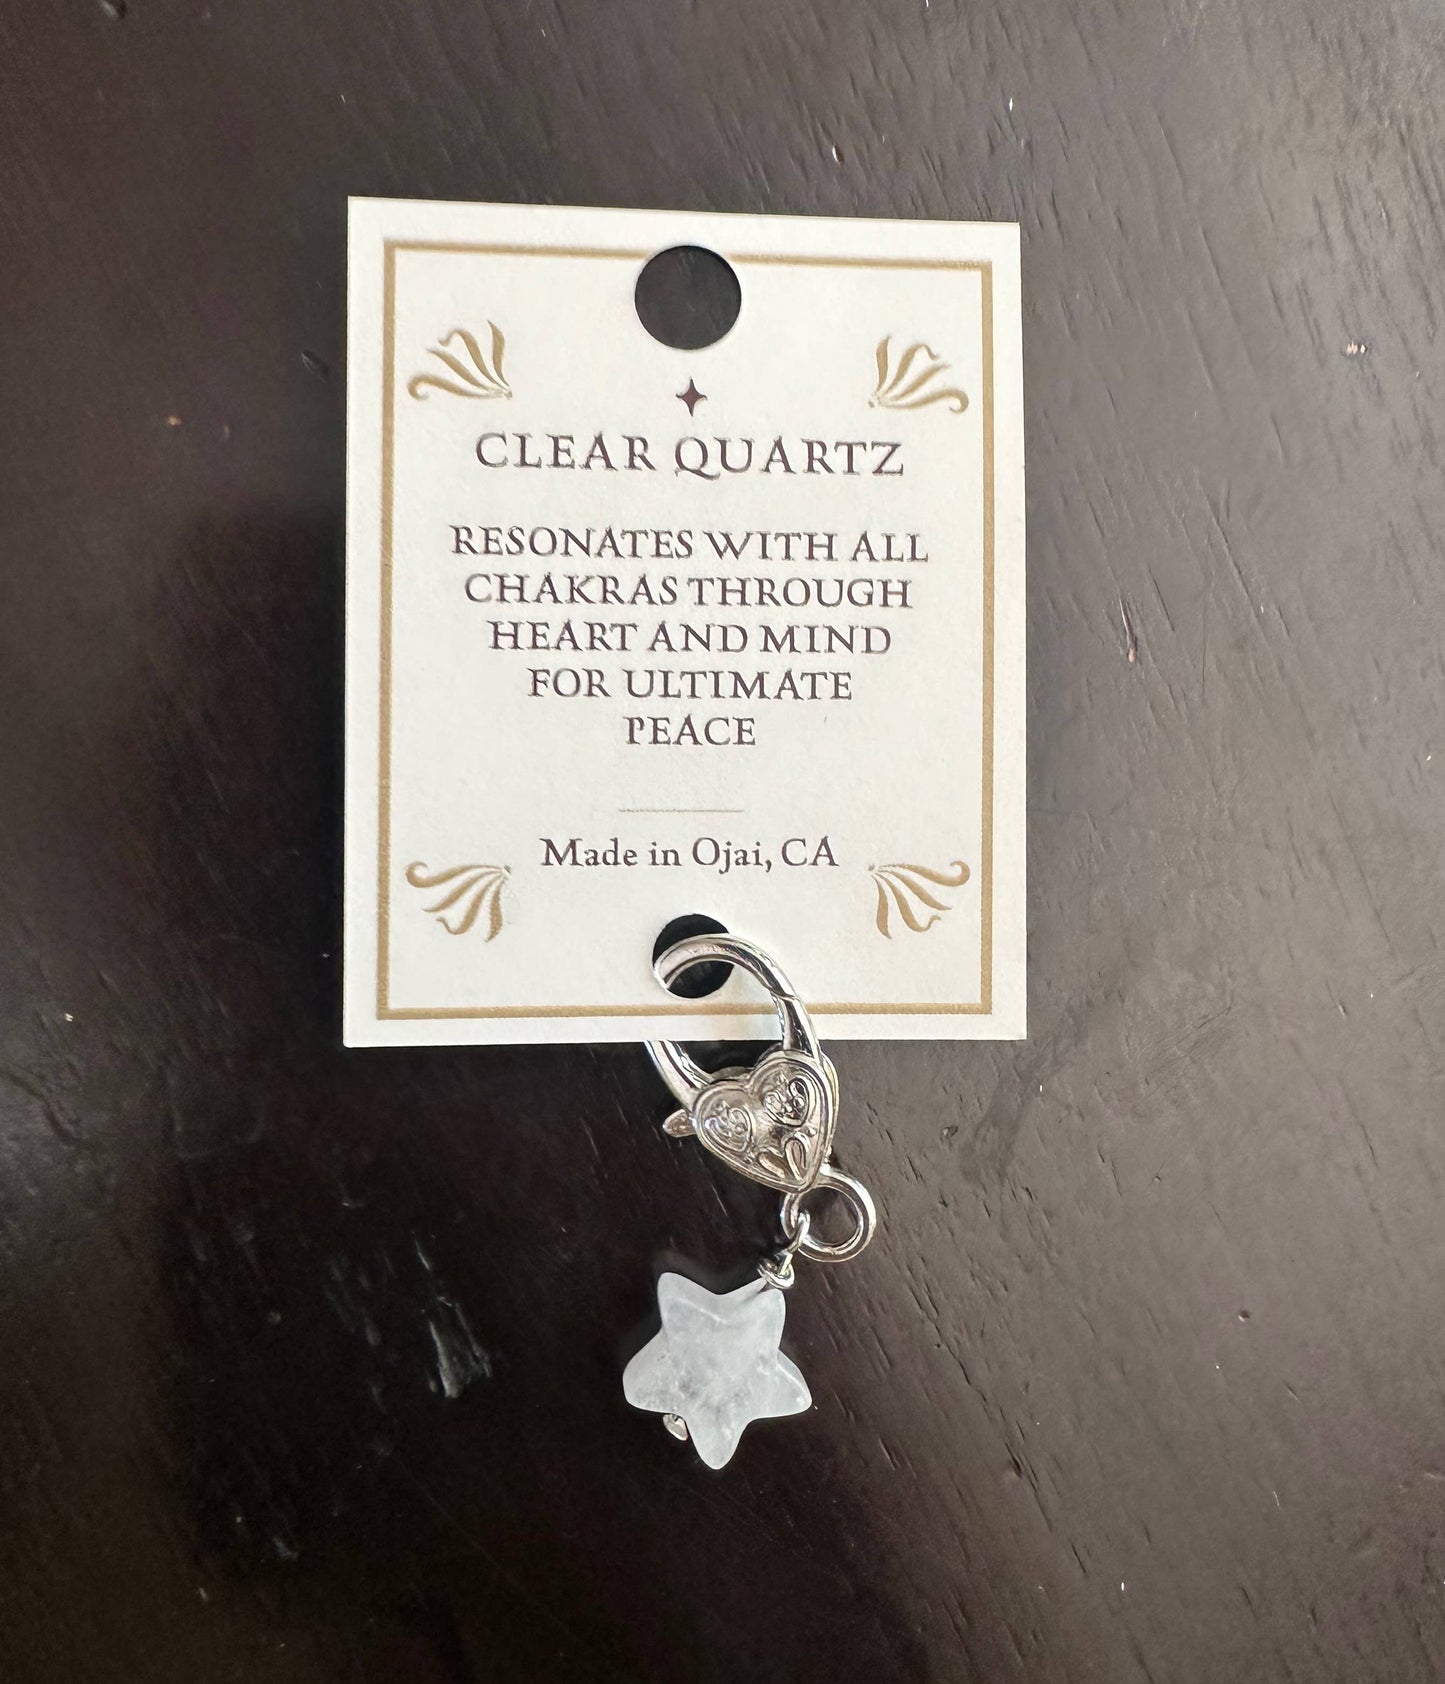 CLEAR QUARTZ
RESONATES WITH ALL
CHAKRAS THROUGH
HEART AND MIND
FOR ULTIMATE
PEACE
Made in Ojai, CA